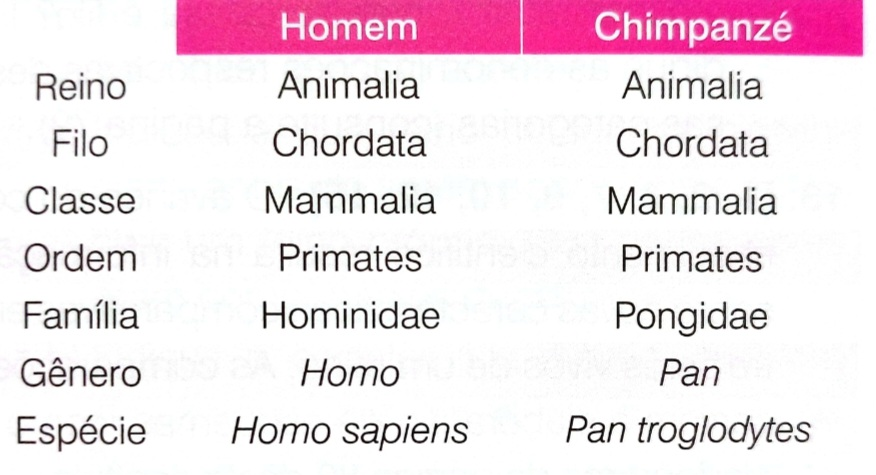 Homem Chimpanzé
Reino Animalia Animalia
Filo Chordata Chordata
Classe Mammalia Mammalia
Ordem Primates Primates
Família Hominidae Pongidae
Gênero Homo Pan
Espécie Homo sapiens Pan troglodytes